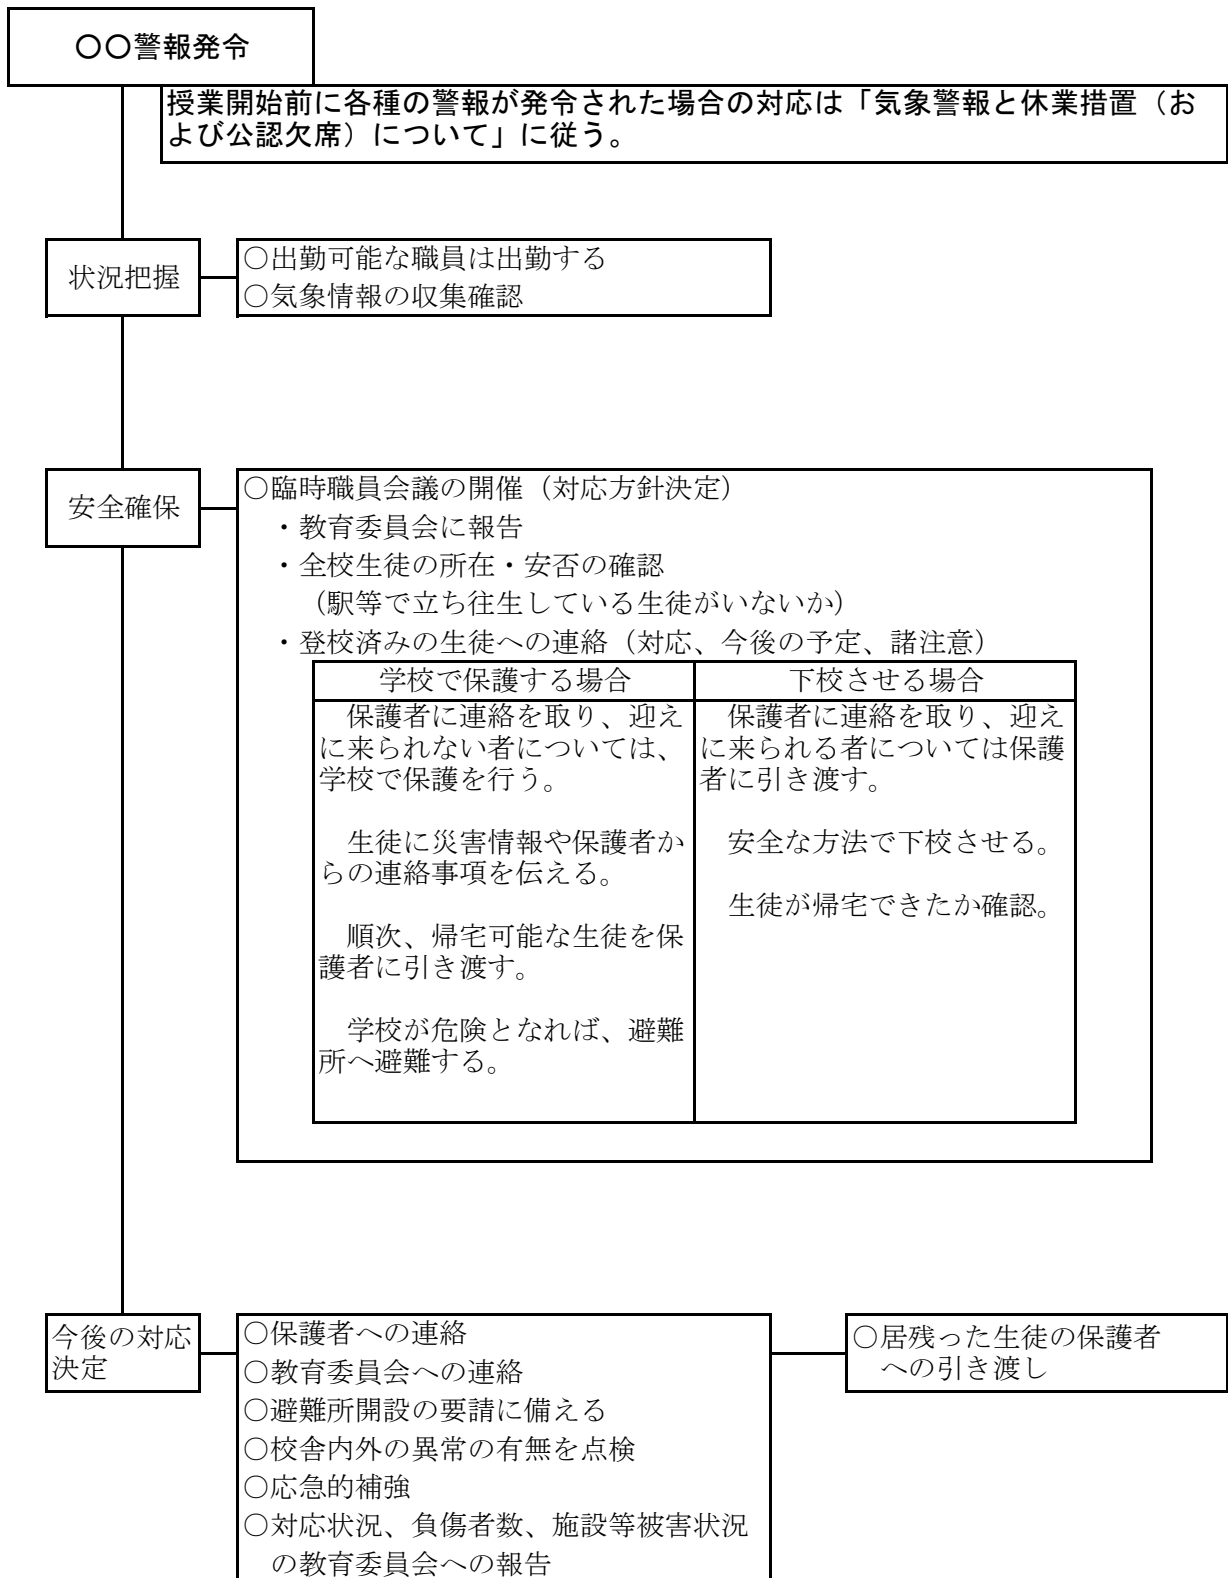 〇〇警報発令
授業開始前に各種の警報が発令された場合の対応は「気象警報と休業措置（お
よび公認欠席）について」に従う。
状況把握
○出勤可能な職員は出勤する
○気象情報の収集確認
安全確保
○臨時職員会議の開催（対応方針決定）
・教育委員会に報告
・全校生徒の所在・安否の確認
（駅等で立ち往生している生徒がいないか）
・登校済みの生徒への連絡（対応、今後の予定、諸注意）
学校で保護する場合
保護者に連絡を取り、迎え
に来られない者については、
学校で保護を行う。
生徒に災害情報や保護者か
らの連絡事項を伝える。
順次、帰宅可能な生徒を保
護者に引き渡す。
学校が危険となれば、避難
所へ避難する。
下校させる場合
保護者に連絡を取り、迎え
に来られる者については保護
者に引き渡す。
安全な方法で下校させる。
生徒が帰宅できたか確認。
今後の対応
決定
○保護者への連絡
○教育委員会への連絡
○避難所開設の要請に備える
○校舎内外の異常の有無を点検
○応急的補強
○対応状況、負傷者数、施設等被害状況
の教育委員会への報告
○居残った生徒の保護者
への引き渡し